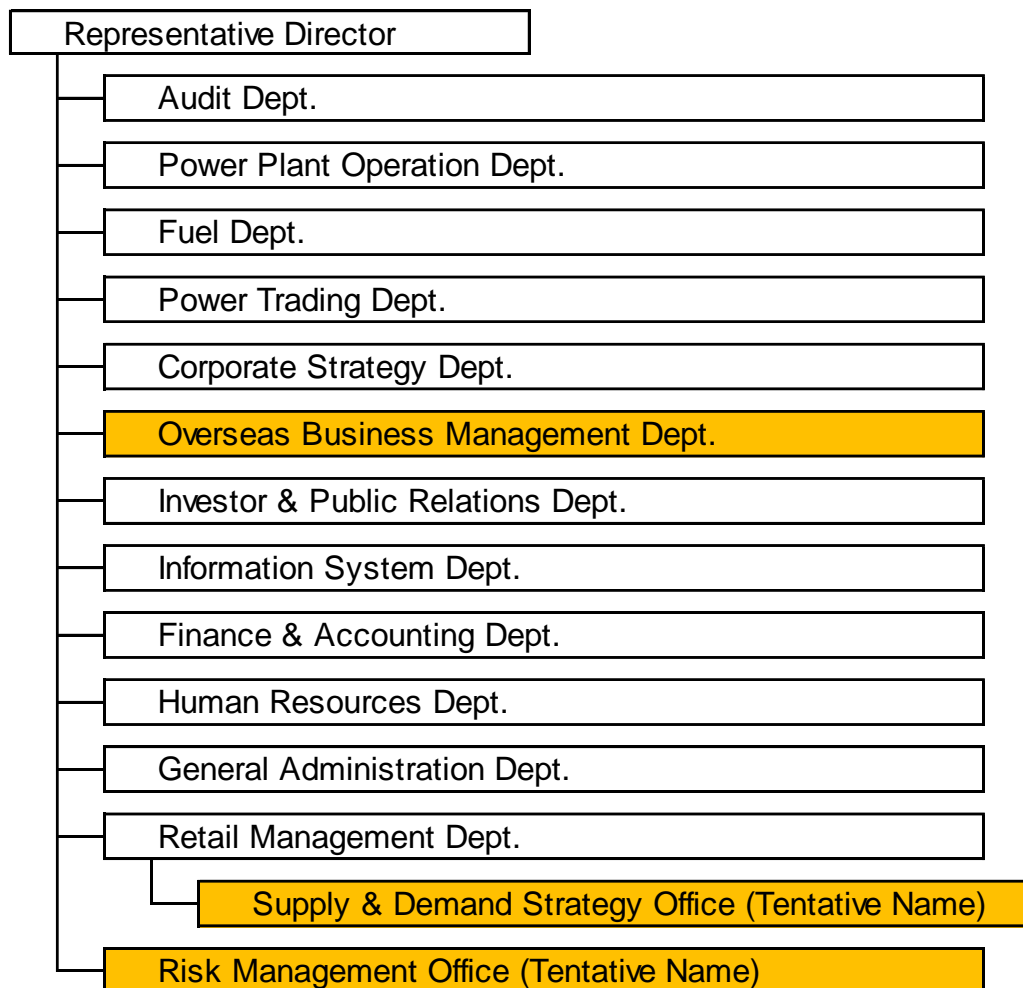 Representative Director
Audit Dept.
Power Plant Operation Dept.
Fuel Dept.
Power Trading Dept.
Corporate Strategy Dept.
Overseas Business Management Dept.
Investor & Public Relations Dept.
Information System Dept.
Finance & Accounting Dept.
Human Resources Dept.
General Administration Dept.
Retail Management Dept.
Supply & Demand Strategy Office (Tentative Name)
Risk Management Office (Tentative Name)